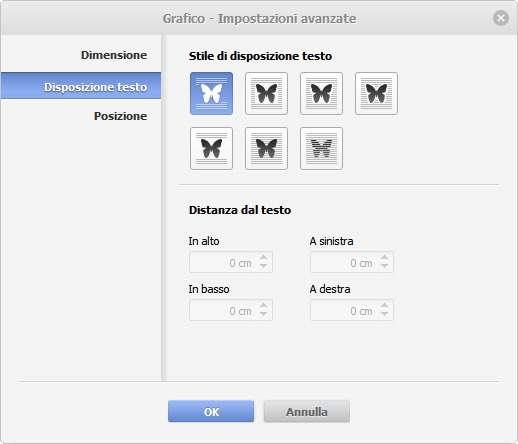 Grafico - Impostazioni avanzate
Dimensione
Disposizione testo
Posizione
Stile di disposizione testo
Distanza dal testo
In alto
A sinistra
0 cm
0 cm
In basso
A destra
0 cm
0 cm
OK
Annulla